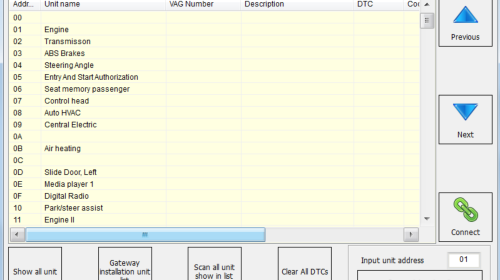 Addr... Unit name VAG Number Description DTC Co
00
01 Engine
02 Transmisson
03 ABS Brakes
04 Steering Angle
05 Entry And Start Authorization
06 Seat memory passenger
07 Control head
08 Auto HVAC
09 Central Electric
0A
0B Air heating
0C
0D Slide Door, Left
0E Media player 1
0F Digital Radio
10 Park/steer assist
11 Engine II
Previous
Next
Connect
Show all unit
Gateway
installation unit
list
Scan all unit
show in list
Clear All DTCs
Input unit address 01